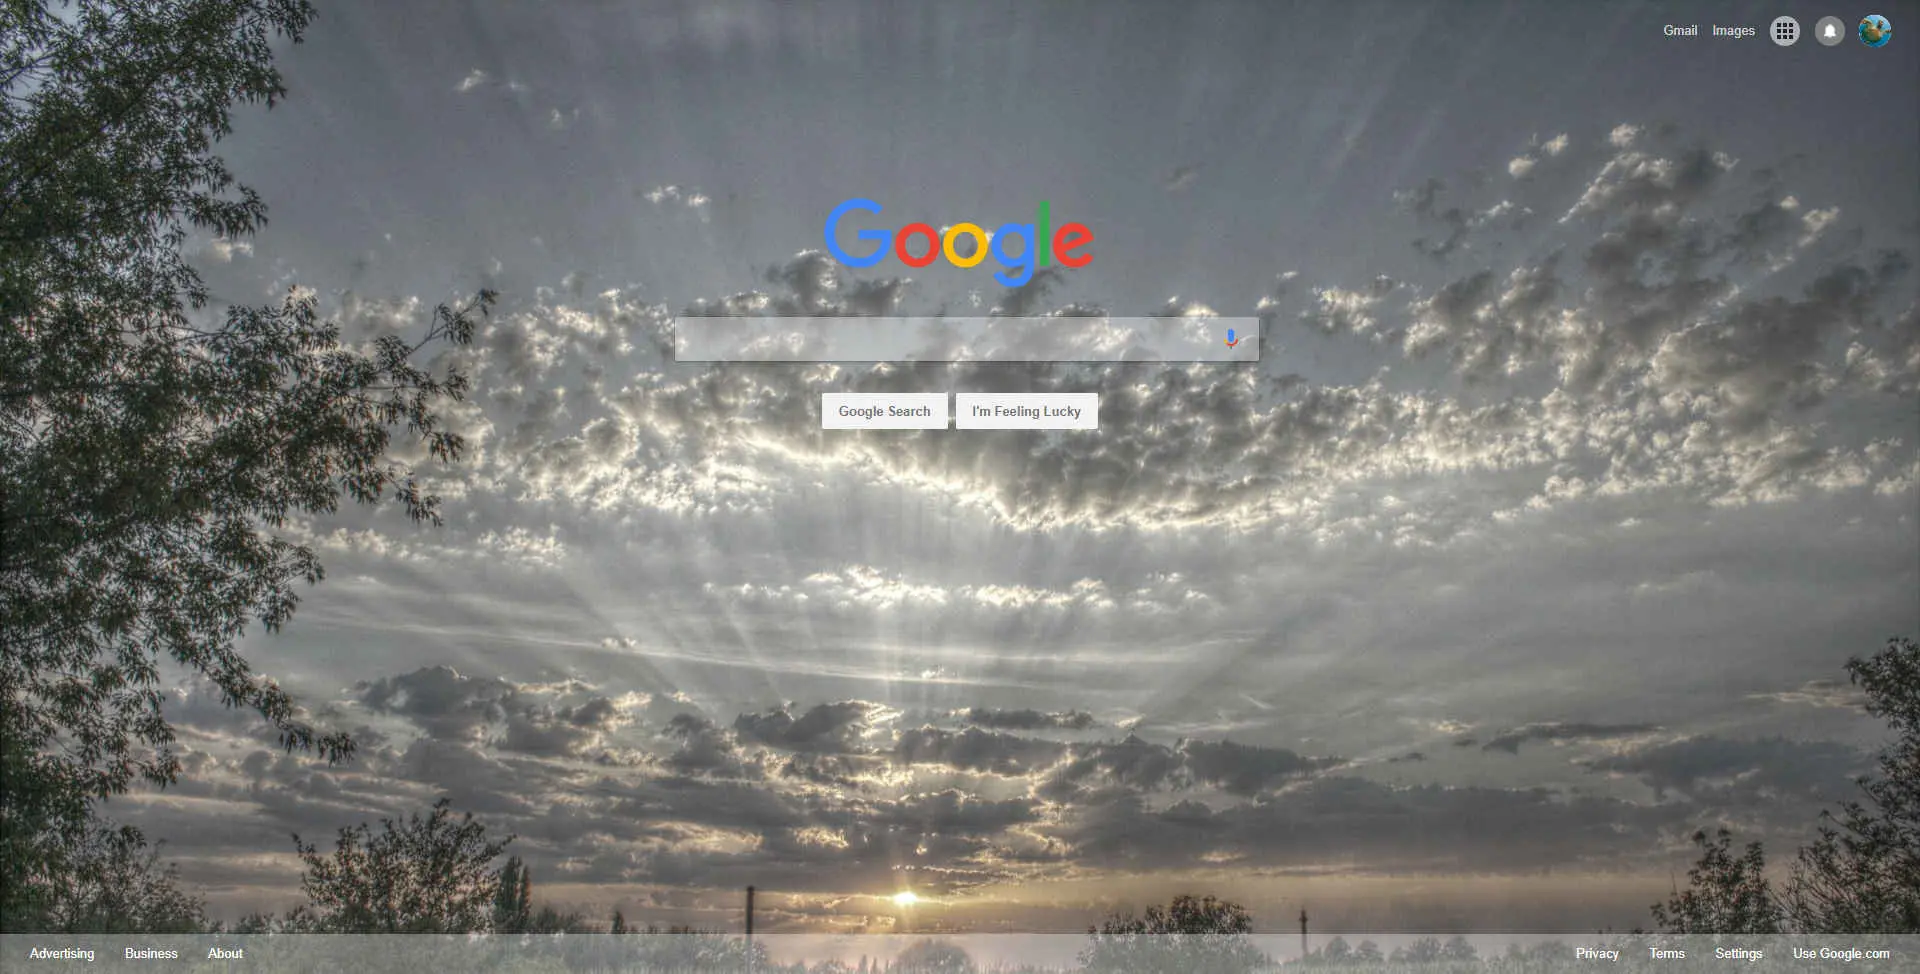 Gmail Images
Google
Google Search I'm Feeling Lucky
Advertising Business About Privacy Terms Settings Use Google.com